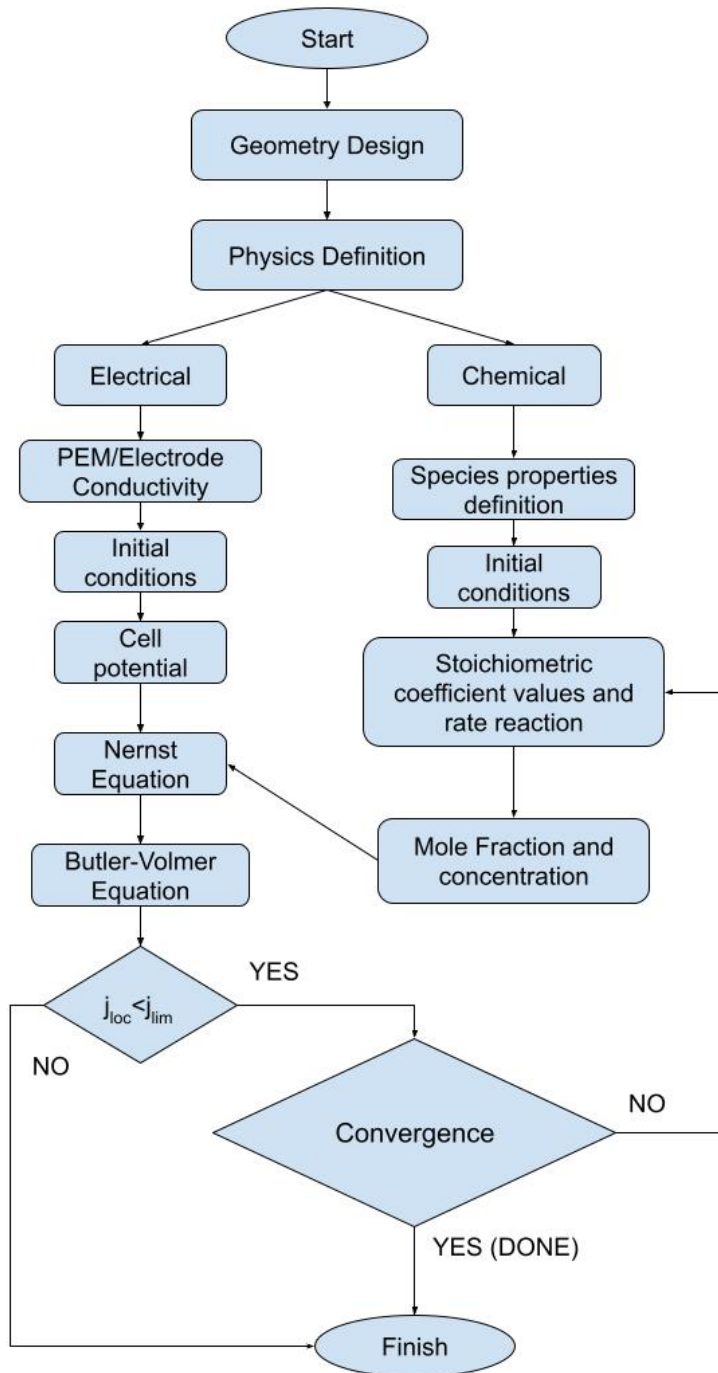 Start
Geometry Design
Physics Definition
Electrical
Chemical
PEM/Electrode
Conductivity
Species properties
definition
Initial
conditions
Initial
conditions
Cell
potential
Stoichiometric
coefficient values and
rate reaction
Nernst
Equation
Mole Fraction and
concentration
Butler-Volmer
Equation
j_loc<j_lim
YES
NO
Convergence
NO
YES (DONE)
Finish